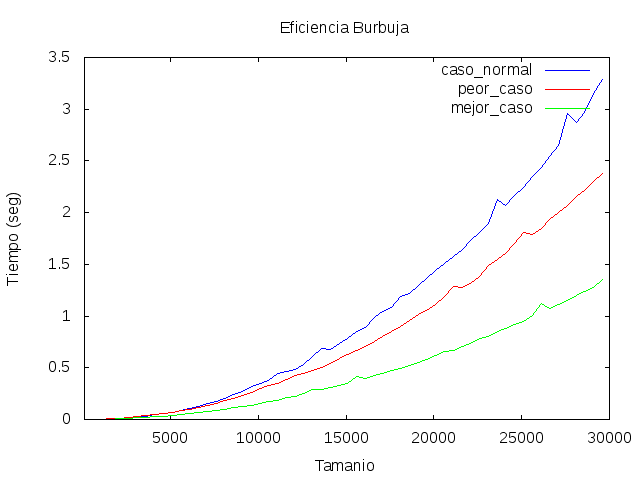 Eficiencia Burbuja
3.5
3
2.5
2
1.5
1
0.5
0
caso_normal
peor_caso
mejor_caso
Tiempo (seg)
5000 10000 15000 20000 25000 30000
Tamanio